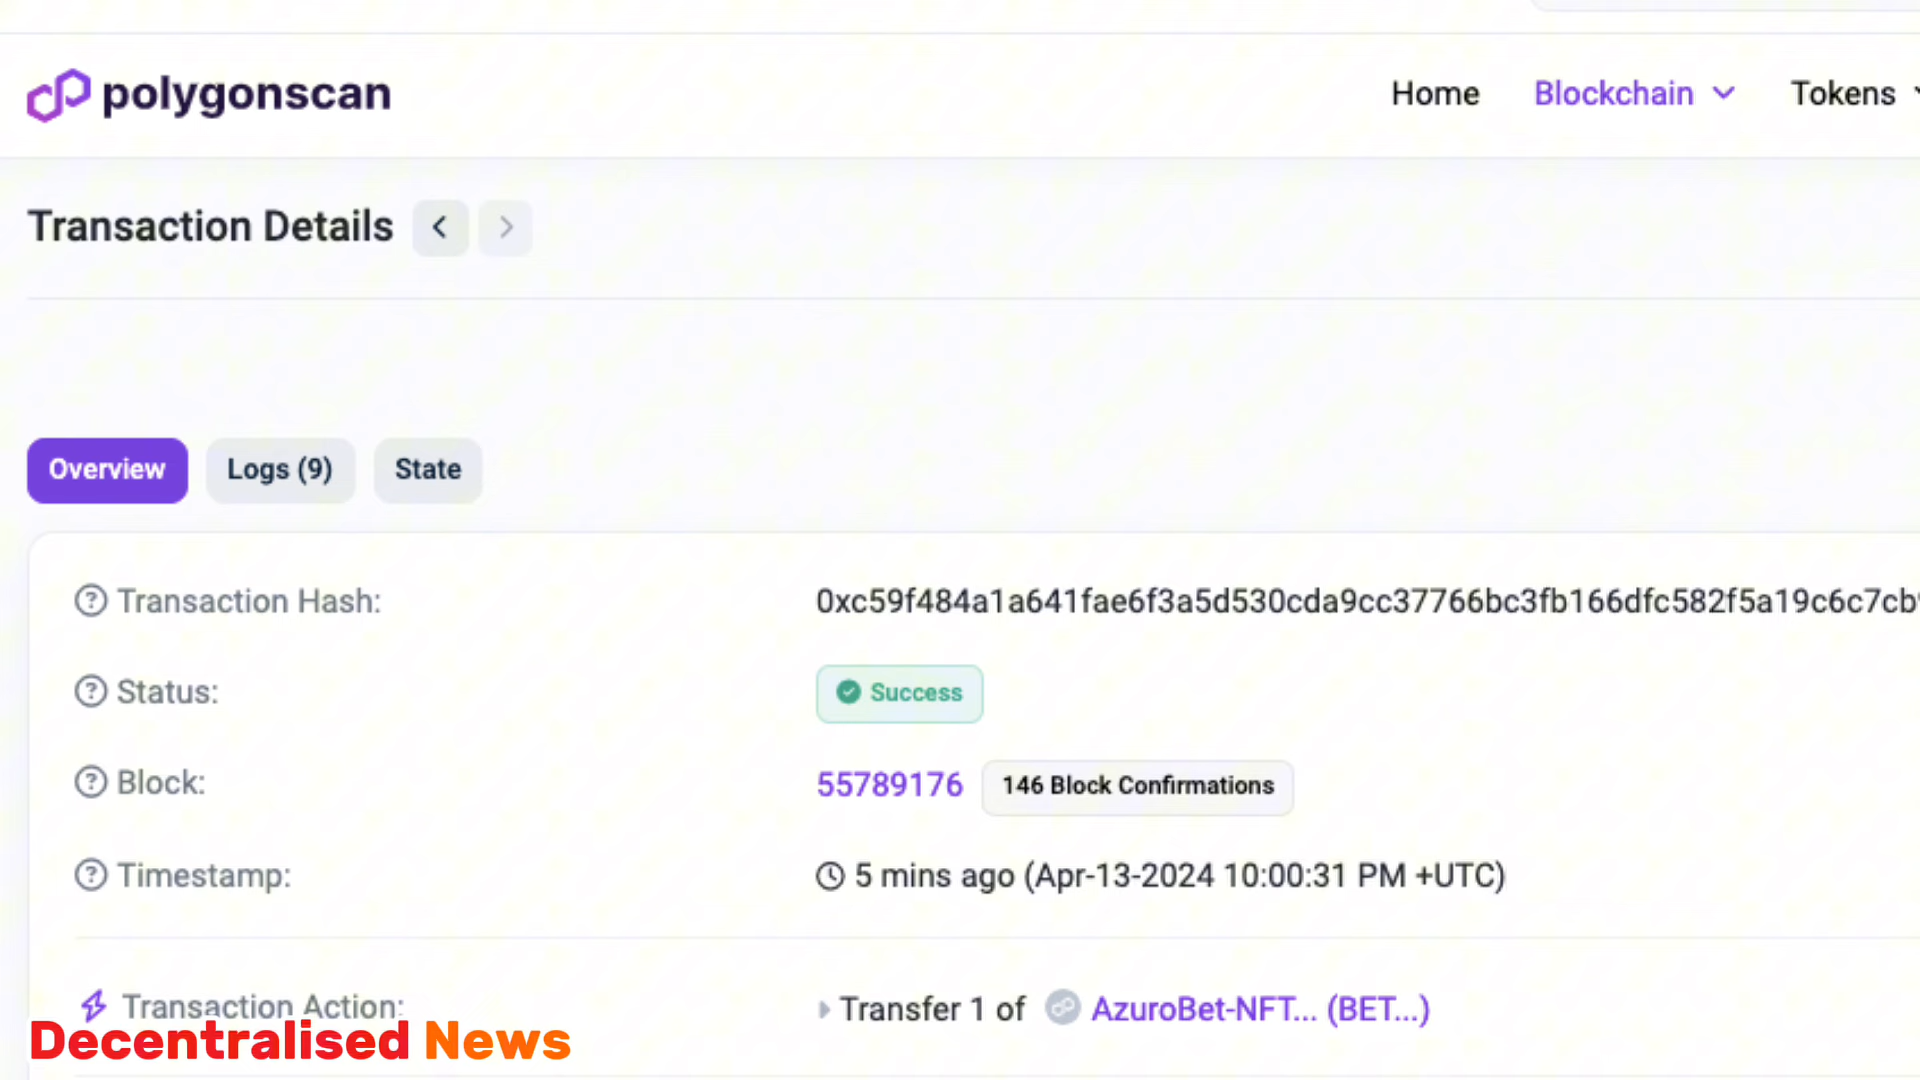 polygonscan
Home Blockchain Tokens
Transaction Details
Overview Logs (9) State
Transaction Hash: 0xc59f484a1a641fae6f3a5d530cda9cc37766bc3fb166dfc582f5a19c6c7cb
Status: Success
Block: 55789176 146 Block Confirmations
Timestamp: 5 mins ago (Apr-13-2024 10:00:31 PM +UTC)
Transaction Action: Transfer 1 of AzuroBet-NFT... (BET...)
Decentralised News